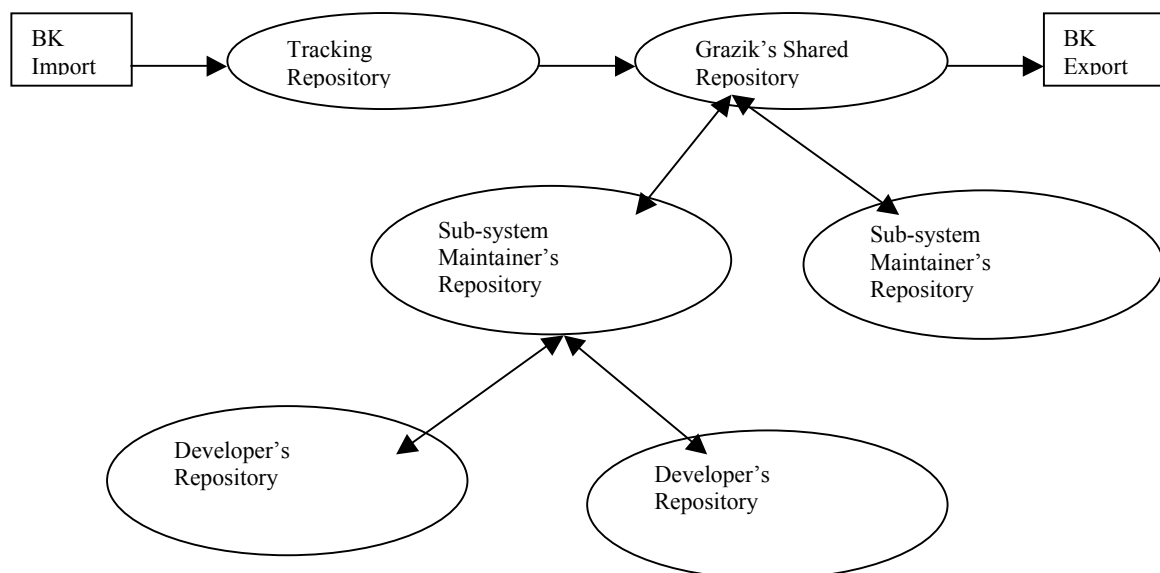 BK
Import
Tracking
Repository
Grazik’s Shared
Repository
BK
Export
Sub-system
Maintainer’s
Repository
Sub-system
Maintainer’s
Repository
Developer’s
Repository
Developer’s
Repository